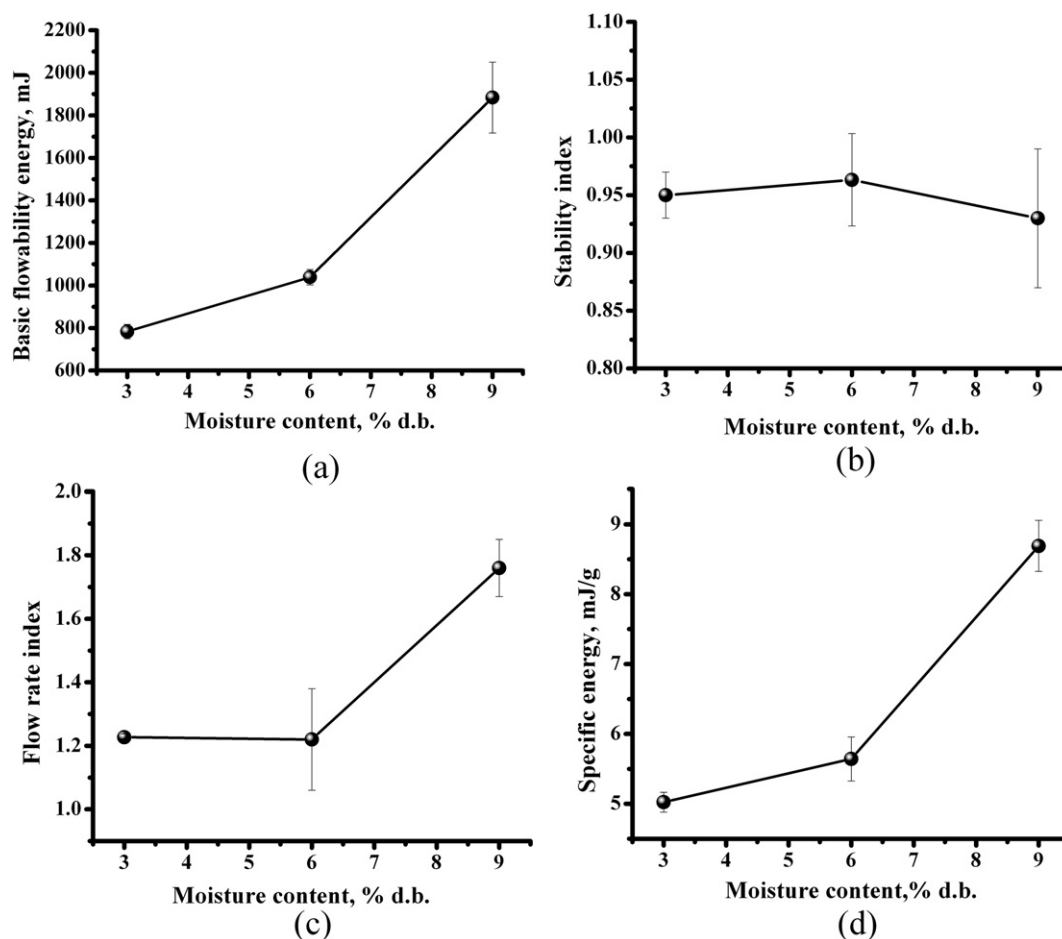 2200
2000
1800
1600
1400
1200
1000
800
600
Basic flowability energy, mJ
3 4 5 6 7 8 9
Moisture content, % d.b.
(a)
1.10
1.05
1.00
0.95
0.90
0.85
0.80
Stability index
3 4 5 6 7 8 9
Moisture content, % d.b.
(b)
2.0
1.8
1.6
1.4
1.2
1.0
Flow rate index
3 4 5 6 7 8 9
Moisture content, % d.b.
(c)
9
8
7
6
5
Specific energy, mJ/g
3 4 5 6 7 8 9
Moisture content,% d.b.
(d)